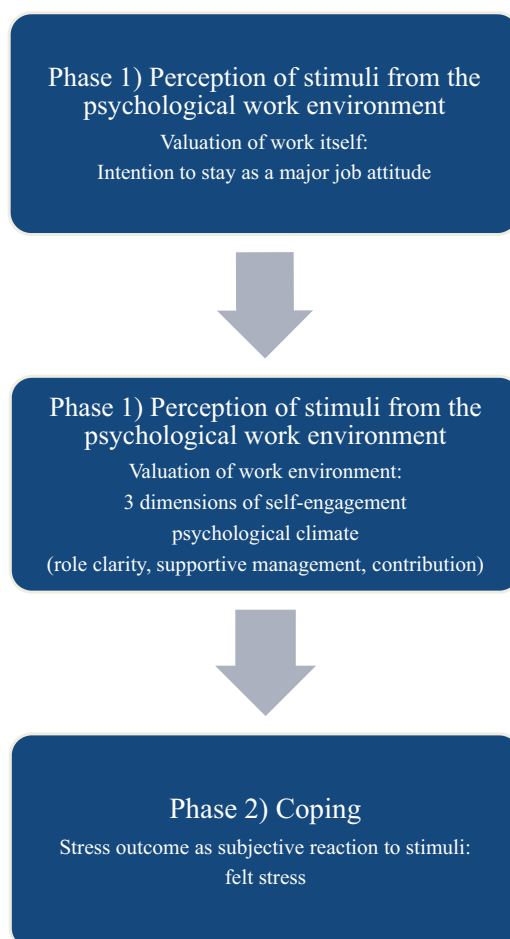 Phase 1) Perception of stimuli from the
psychological work environment
Valuation of work itself:
Intention to stay as a major job attitude
Phase 1) Perception of stimuli from the
psychological work environment
Valuation of work environment:
3 dimensions of self-engagement
psychological climate
(role clarity, supportive management, contribution)
Phase 2) Coping
Stress outcome as subjective reaction to stimuli:
felt stress